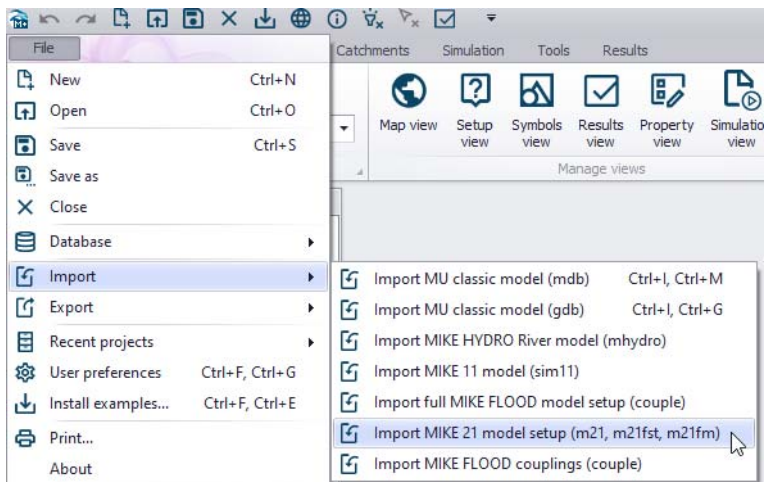 File Catchments Simulation Tools Results
New Ctrl+N
Open Ctrl+O
Save Ctrl+S
Save as
Close
Database
Import
Export
Recent projects
User preferences Ctrl+F, Ctrl+G
Install examples... Ctrl+F, Ctrl+E
Print...
About
Map view
Setup
view
Symbols
view
Results
view
Property
view
Simulatio
view
Manage views
Import MU classic model (mdb) Ctrl+I, Ctrl+M
Import MU classic model (gdb) Ctrl+I, Ctrl+G
Import MIKE HYDRO River model (mhydro)
Import MIKE 11 model (sim11)
Import full MIKE FLOOD model setup (couple)
Import MIKE 21 model setup (m21, m21fst, m21fm)
Import MIKE FLOOD couplings (couple)